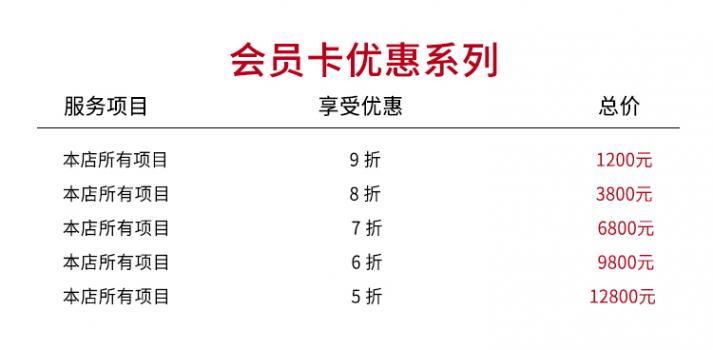 会员卡优惠系列
服务项目 享受优惠 总价
本店所有项目 9 折 1200元
本店所有项目 8 折 3800元
本店所有项目 7 折 6800元
本店所有项目 6 折 9800元
本店所有项目 5 折 12800元